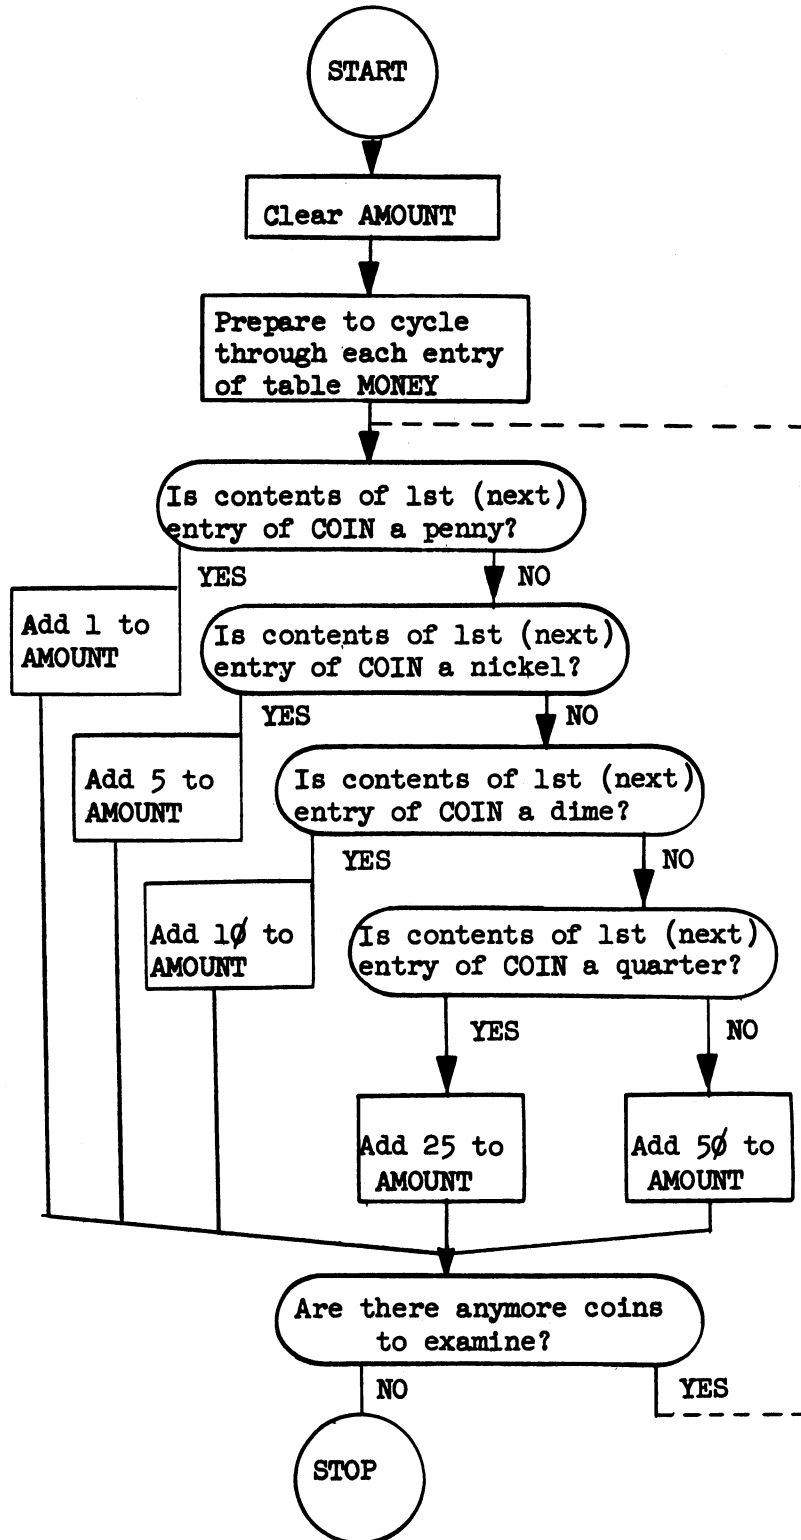 START
Clear AMOUNT
Prepare to cycle
through each entry
of table MONEY
Is contents of 1st (next)
entry of COIN a penny?
YES
NO
Add 1 to
AMOUNT
Is contents of 1st (next)
entry of COIN a nickel?
YES
NO
Add 5 to
AMOUNT
Is contents of 1st (next)
entry of COIN a dime?
YES
NO
Add 1Ø to
AMOUNT
Is contents of 1st (next)
entry of COIN a quarter?
YES
NO
Add 25 to
AMOUNT
Add 5Ø to
AMOUNT
Are there anymore coins
to examine?
NO
YES
STOP